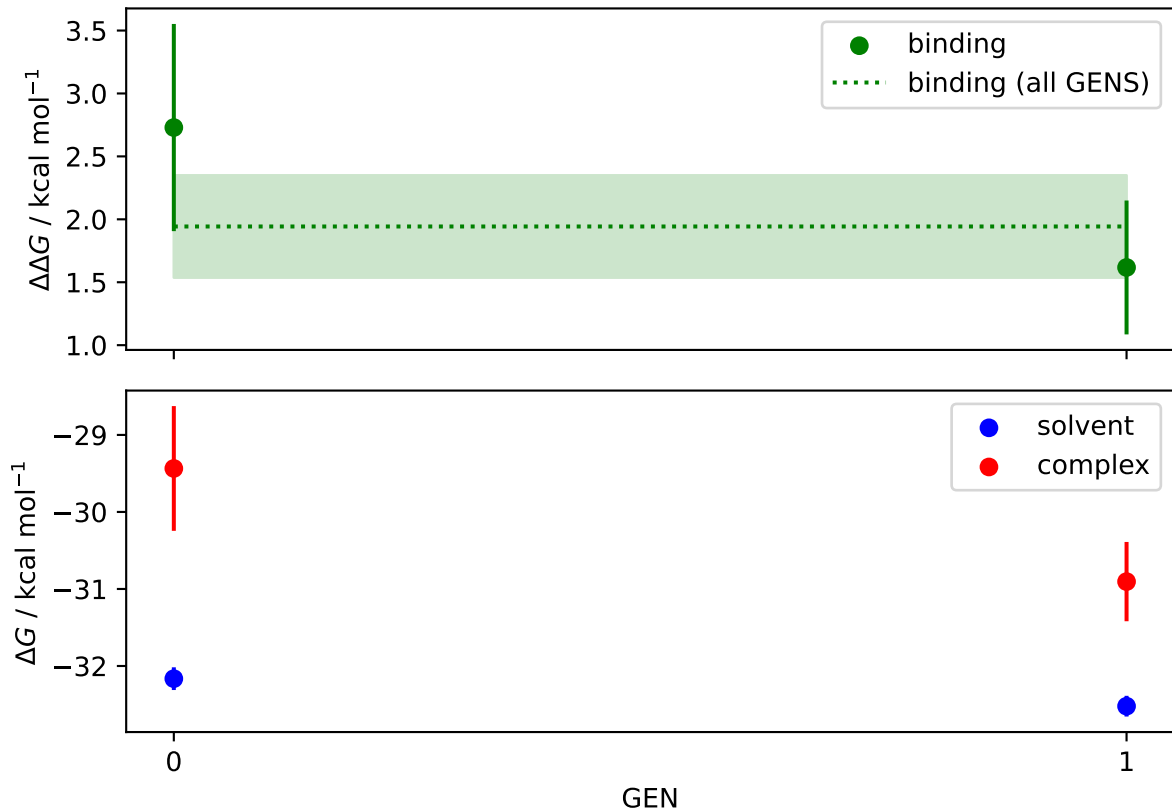 3.5
3.0
2.5
2.0
1.5
1.0
ΔΔG / kcal mol⁻¹
binding
binding (all GENS)
−29
−30
−31
−32
ΔG / kcal mol⁻¹
solvent
complex
0
1
GEN